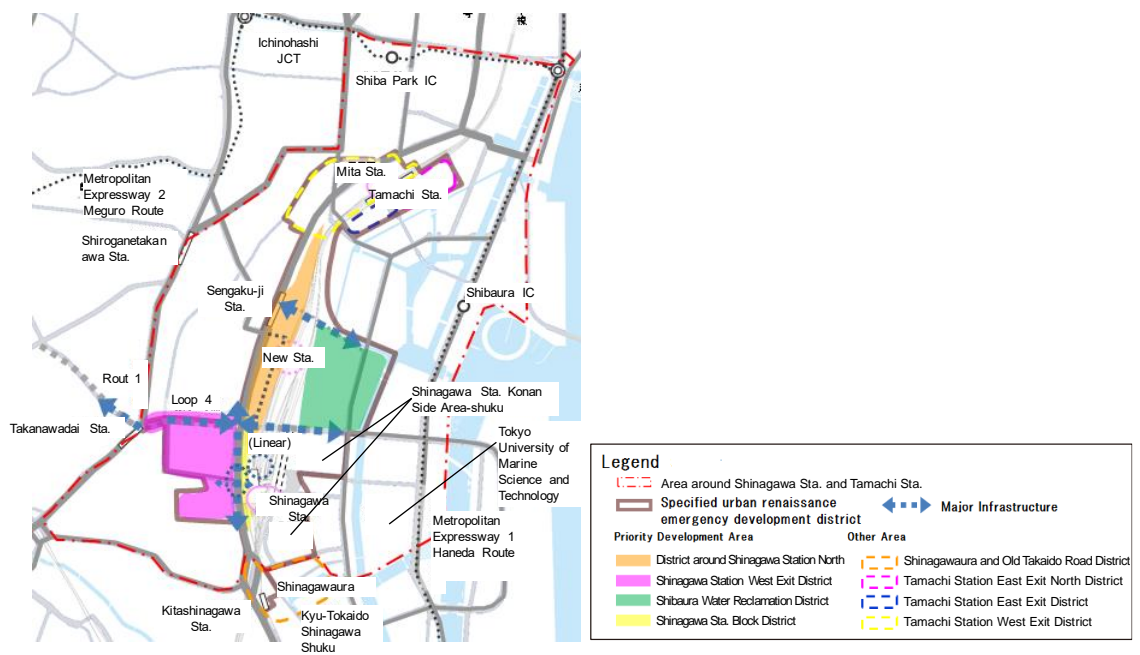 Ichinohashi
JCT
Shiba Park IC
Mita Sta.
Tamachi Sta.
Metropolitan
Expressway 2
Meguro Route
Shiroganetakan
awa Sta.
Sengaku-ji
Sta.
Shibaura IC
New Sta.
Rout 1
Loop 4
Shinagawa Sta. Konan
Side Area-shuku
Takanawadai Sta.
(Linear)
Tokyo
University of
Marine
Science and
Technology
Shinagawa
Sta.
Metropolitan
Expressway 1
Haneda Route
Shinagawaura
Kitashinagawa
Sta.
Kyu-Tokaido
Shinagawa
Shuku
Legend
Area around Shinagawa Sta. and Tamachi Sta.
Specified urban renaissance
emergency development district
Major Infrastructure
Priority Development Area
Other Area
District around Shinagawa Station North
Shinagawaura and Old Takaido Road District
Shinagawa Station West Exit District
Tamachi Station East Exit North District
Shibaura Water Reclamation District
Tamachi Station East Exit District
Shinagawa Sta. Block District
Tamachi Station West Exit District